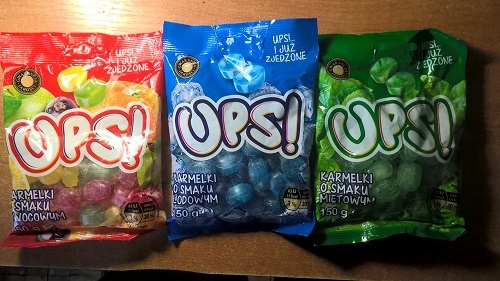 UPS!..
I JUŻ
ZJEDZONE
UPS!
KARMELKI
O SMAKU
OWOCOWYM
150 g
UPS!..
I JUŻ
ZJEDZONE
UPS!
KARMELKI
O SMAKU
LODOWYM
150 g
UPS!..
I JUŻ
ZJEDZONE
UPS!
KARMELKI
O SMAKU
MIĘTOWYM
150 g